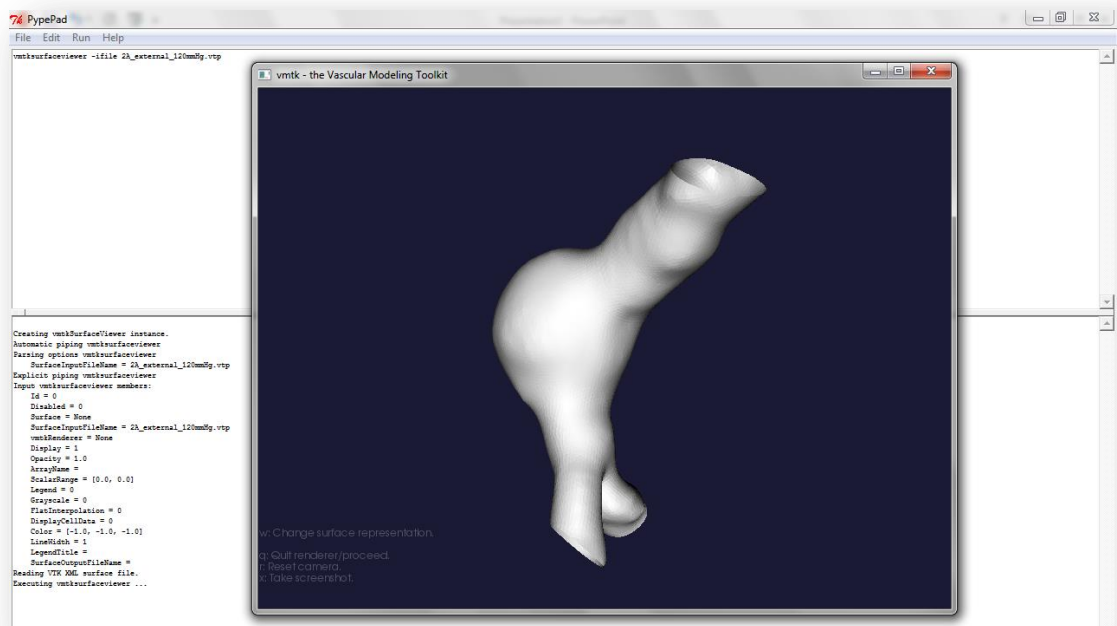 PypePad
File Edit Run Help
vmtksurfaceviewer -ifile 2A_external_120mmHg.vtp
vmtk - the Vascular Modeling Toolkit
Creating vmtkSurfaceViewer instance.
Automatic piping vmtksurfaceviewer
Parsing options vmtksurfaceviewer
SurfaceInputFileName = 2A_external_120mmHg.vtp
Explicit piping vmtksurfaceviewer
Input vmtksurfaceviewer members:
Id = 0
Disabled = 0
Surface = None
SurfaceInputFileName = 2A_external_120mmHg.vtp
vmtkRenderer = None
Display = 1
Opacity = 1.0
ArrayName =
ScalarRange = [0.0, 0.0]
Legend = 0
Grayscale = 0
FlatInterpolation = 0
DisplayCellData = 0
Color = [-1.0, -1.0, -1.0]
LineWidth = 1
LegendTitle =
SurfaceOutputFileName =
Reading VTK XML surface file.
Executing vmtksurfaceviewer ...
w: Change surface representation.
q: Quit renderer/proceed.
r: Reset camera.
x: Take screenshot.